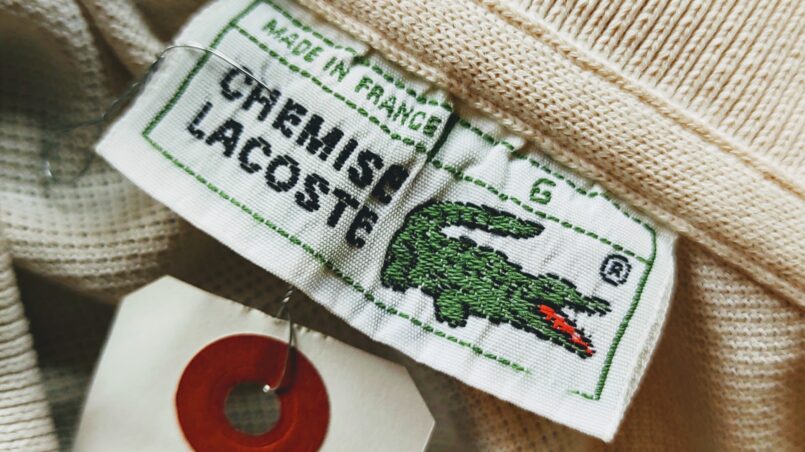 MADE IN FRANCE
6
CHEMISE
LACOSTE
®